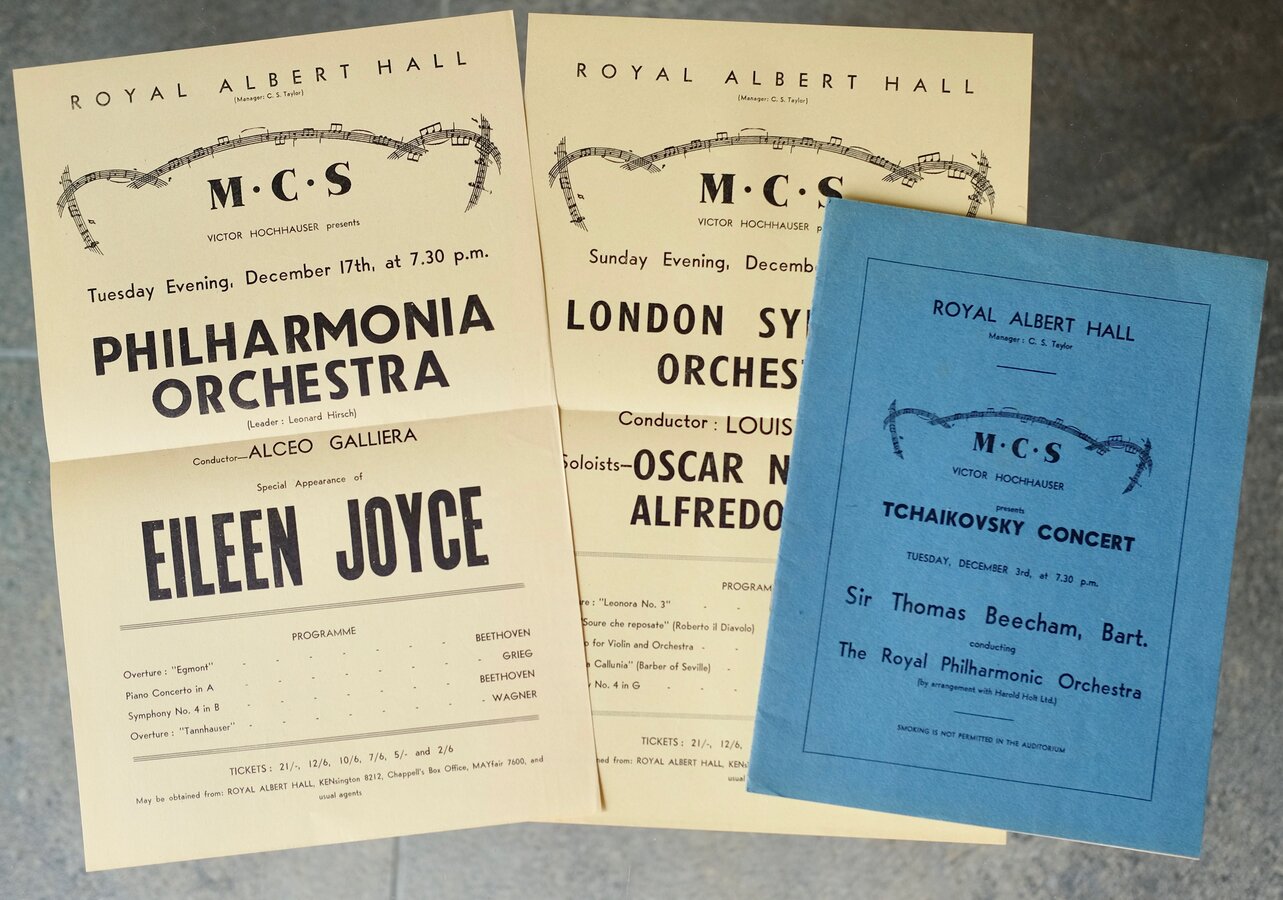 ROYAL ALBERT HALL
(Manager: C. S. Taylor)
M·C·S
VICTOR HOCHHAUSER presents
Tuesday Evening, December 17th, at 7.30 p.m.
PHILHARMONIA
ORCHESTRA
(Leader : Leonard Hirsch)
Conductor—ALCEO GALLIERA
Special Appearance of
EILEEN JOYCE
PROGRAMME
Overture : "Egmont" - - - - - - BEETHOVEN
Piano Concerto in A - - - - - - GRIEG
Symphony No. 4 in B - - - - - - BEETHOVEN
Overture : "Tannhauser" - - - - - - WAGNER
TICKETS : 21/-, 12/6, 10/6, 7/6, 5/- and 2/6
May be obtained from: ROYAL ALBERT HALL, KENsington 8212, Chappell's Box Office, MAYfair 7600, and
usual agents
ROYAL ALBERT HALL
(Manager: C. S. Taylor)
M·C·S
VICTOR HOCHHAUSER p
Sunday Evening, Decemb
LONDON SY
ORCHES
Conductor : LOUIS
Soloists—OSCAR N
ALFREDO
PROGRAM
re : "Leonora No. 3" - -
"Soure che reposate" (Roberto il Diavolo)
o for Violin and Orchestra - -
a Callunia" (Barber of Seville) -
No. 4 in G - -
TICKETS : 21/-, 12/6,
ned from: ROYAL ALBERT HALL, KENs
usual
ROYAL ALBERT HALL
Manager : C. S. Taylor
M·C·S
VICTOR HOCHHAUSER
presents
TCHAIKOVSKY CONCERT
TUESDAY, DECEMBER 3rd, at 7.30 p.m.
Sir Thomas Beecham, Bart.
conducting
The Royal Philharmonic Orchestra
(by arrangement with Harold Holt Ltd.)
SMOKING IS NOT PERMITTED IN THE AUDITORIUM